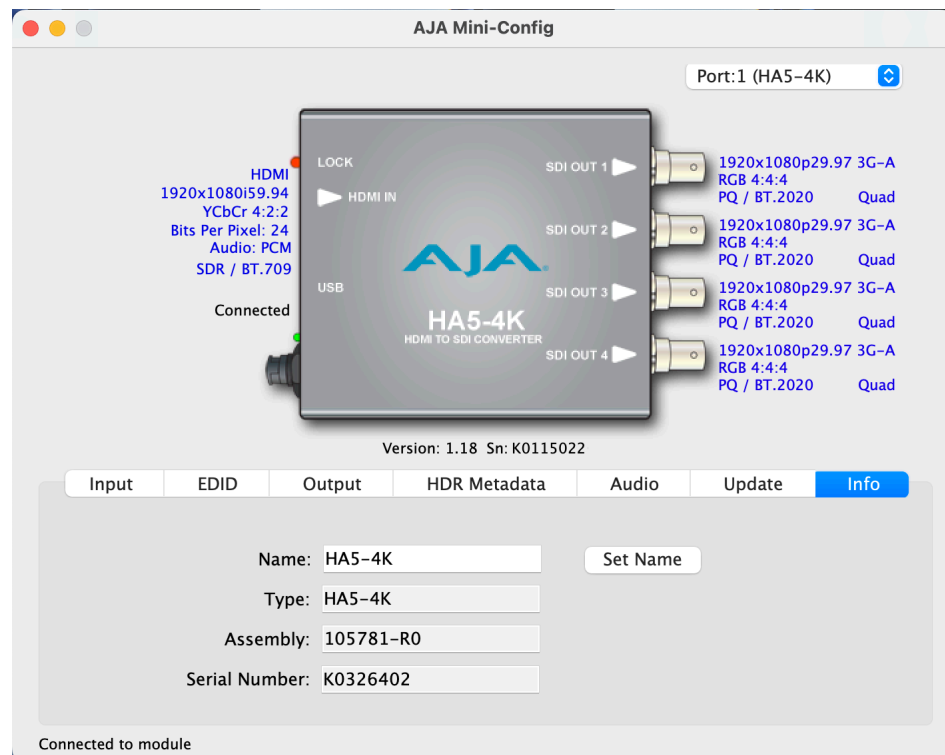 AJA Mini-Config
Port:1 (HA5-4K)
LOCK
HDMI IN
USB
HDMI
1920x1080i59.94
YCbCr 4:2:2
Bits Per Pixel: 24
Audio: PCM
SDR / BT.709
Connected
AJA
HA5-4K
HDMI TO SDI CONVERTER
SDI OUT 1
1920x1080p29.97 3G-A
RGB 4:4:4
PQ / BT.2020 Quad
SDI OUT 2
1920x1080p29.97 3G-A
RGB 4:4:4
PQ / BT.2020 Quad
SDI OUT 3
1920x1080p29.97 3G-A
RGB 4:4:4
PQ / BT.2020 Quad
SDI OUT 4
1920x1080p29.97 3G-A
RGB 4:4:4
PQ / BT.2020 Quad
Version: 1.18 Sn: K0115022
Input EDID Output HDR Metadata Audio Update Info
Name: HA5-4K Set Name
Type: HA5-4K
Assembly: 105781-R0
Serial Number: K0326402
Connected to module